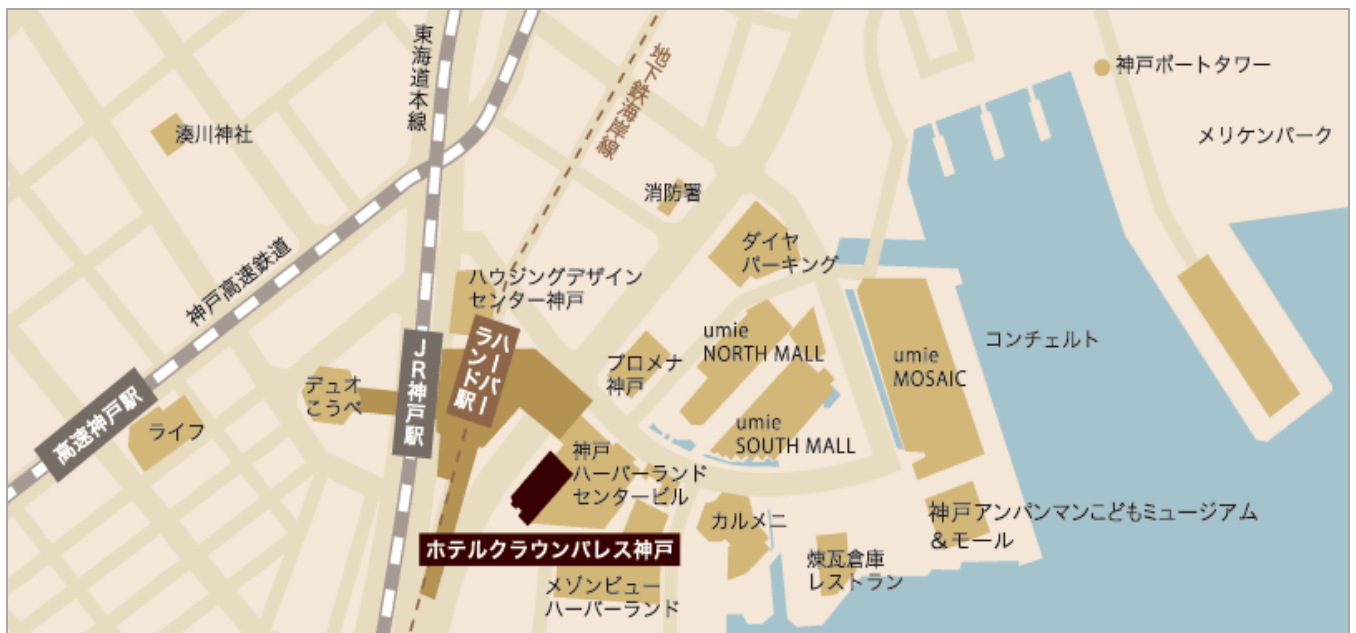 東海道本線
地下鉄海岸線
神戸ポートタワー
メリケンパーク
湊川神社
消防署
神戸高速鉄道
ハウジングデザイン
センター神戸
ダイヤ
パーキング
umie
NORTH MALL
umie
MOSAIC
コンチェルト
プロメナ
神戸
ハーバー
ランド駅
JR神戸駅
デュオ
こうべ
高速神戸駅
ライフ
umie
SOUTH MALL
神戸
ハーバーランド
センタービル
カルメニ
神戸アンパンマンこどもミュージアム
&モール
ホテルクラウンパレス神戸
煉瓦倉庫
レストラン
メゾンビュー
ハーバーランド